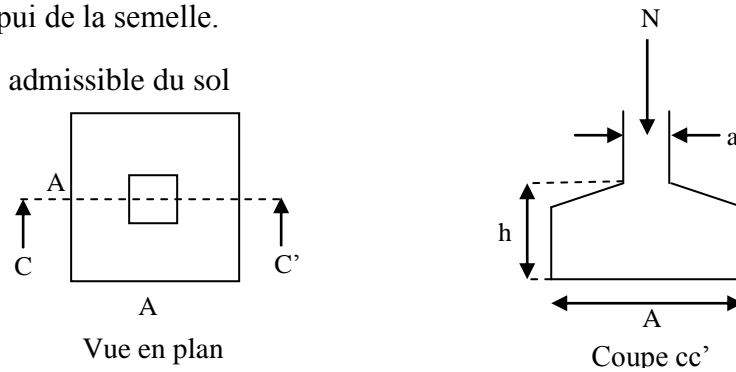 pui de la semelle.
admissible du sol
N
a
A
h
C
C’
A
A
Vue en plan
Coupe cc’